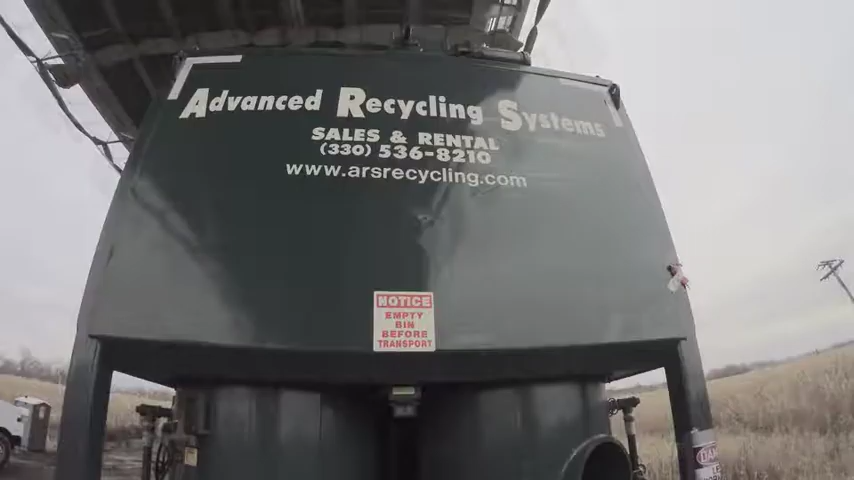 Advanced Recycling Systems
SALES & RENTAL
(330) 536-8210
www.arsrecycling.com
NOTICE
EMPTY
BIN
BEFORE
TRANSPORT